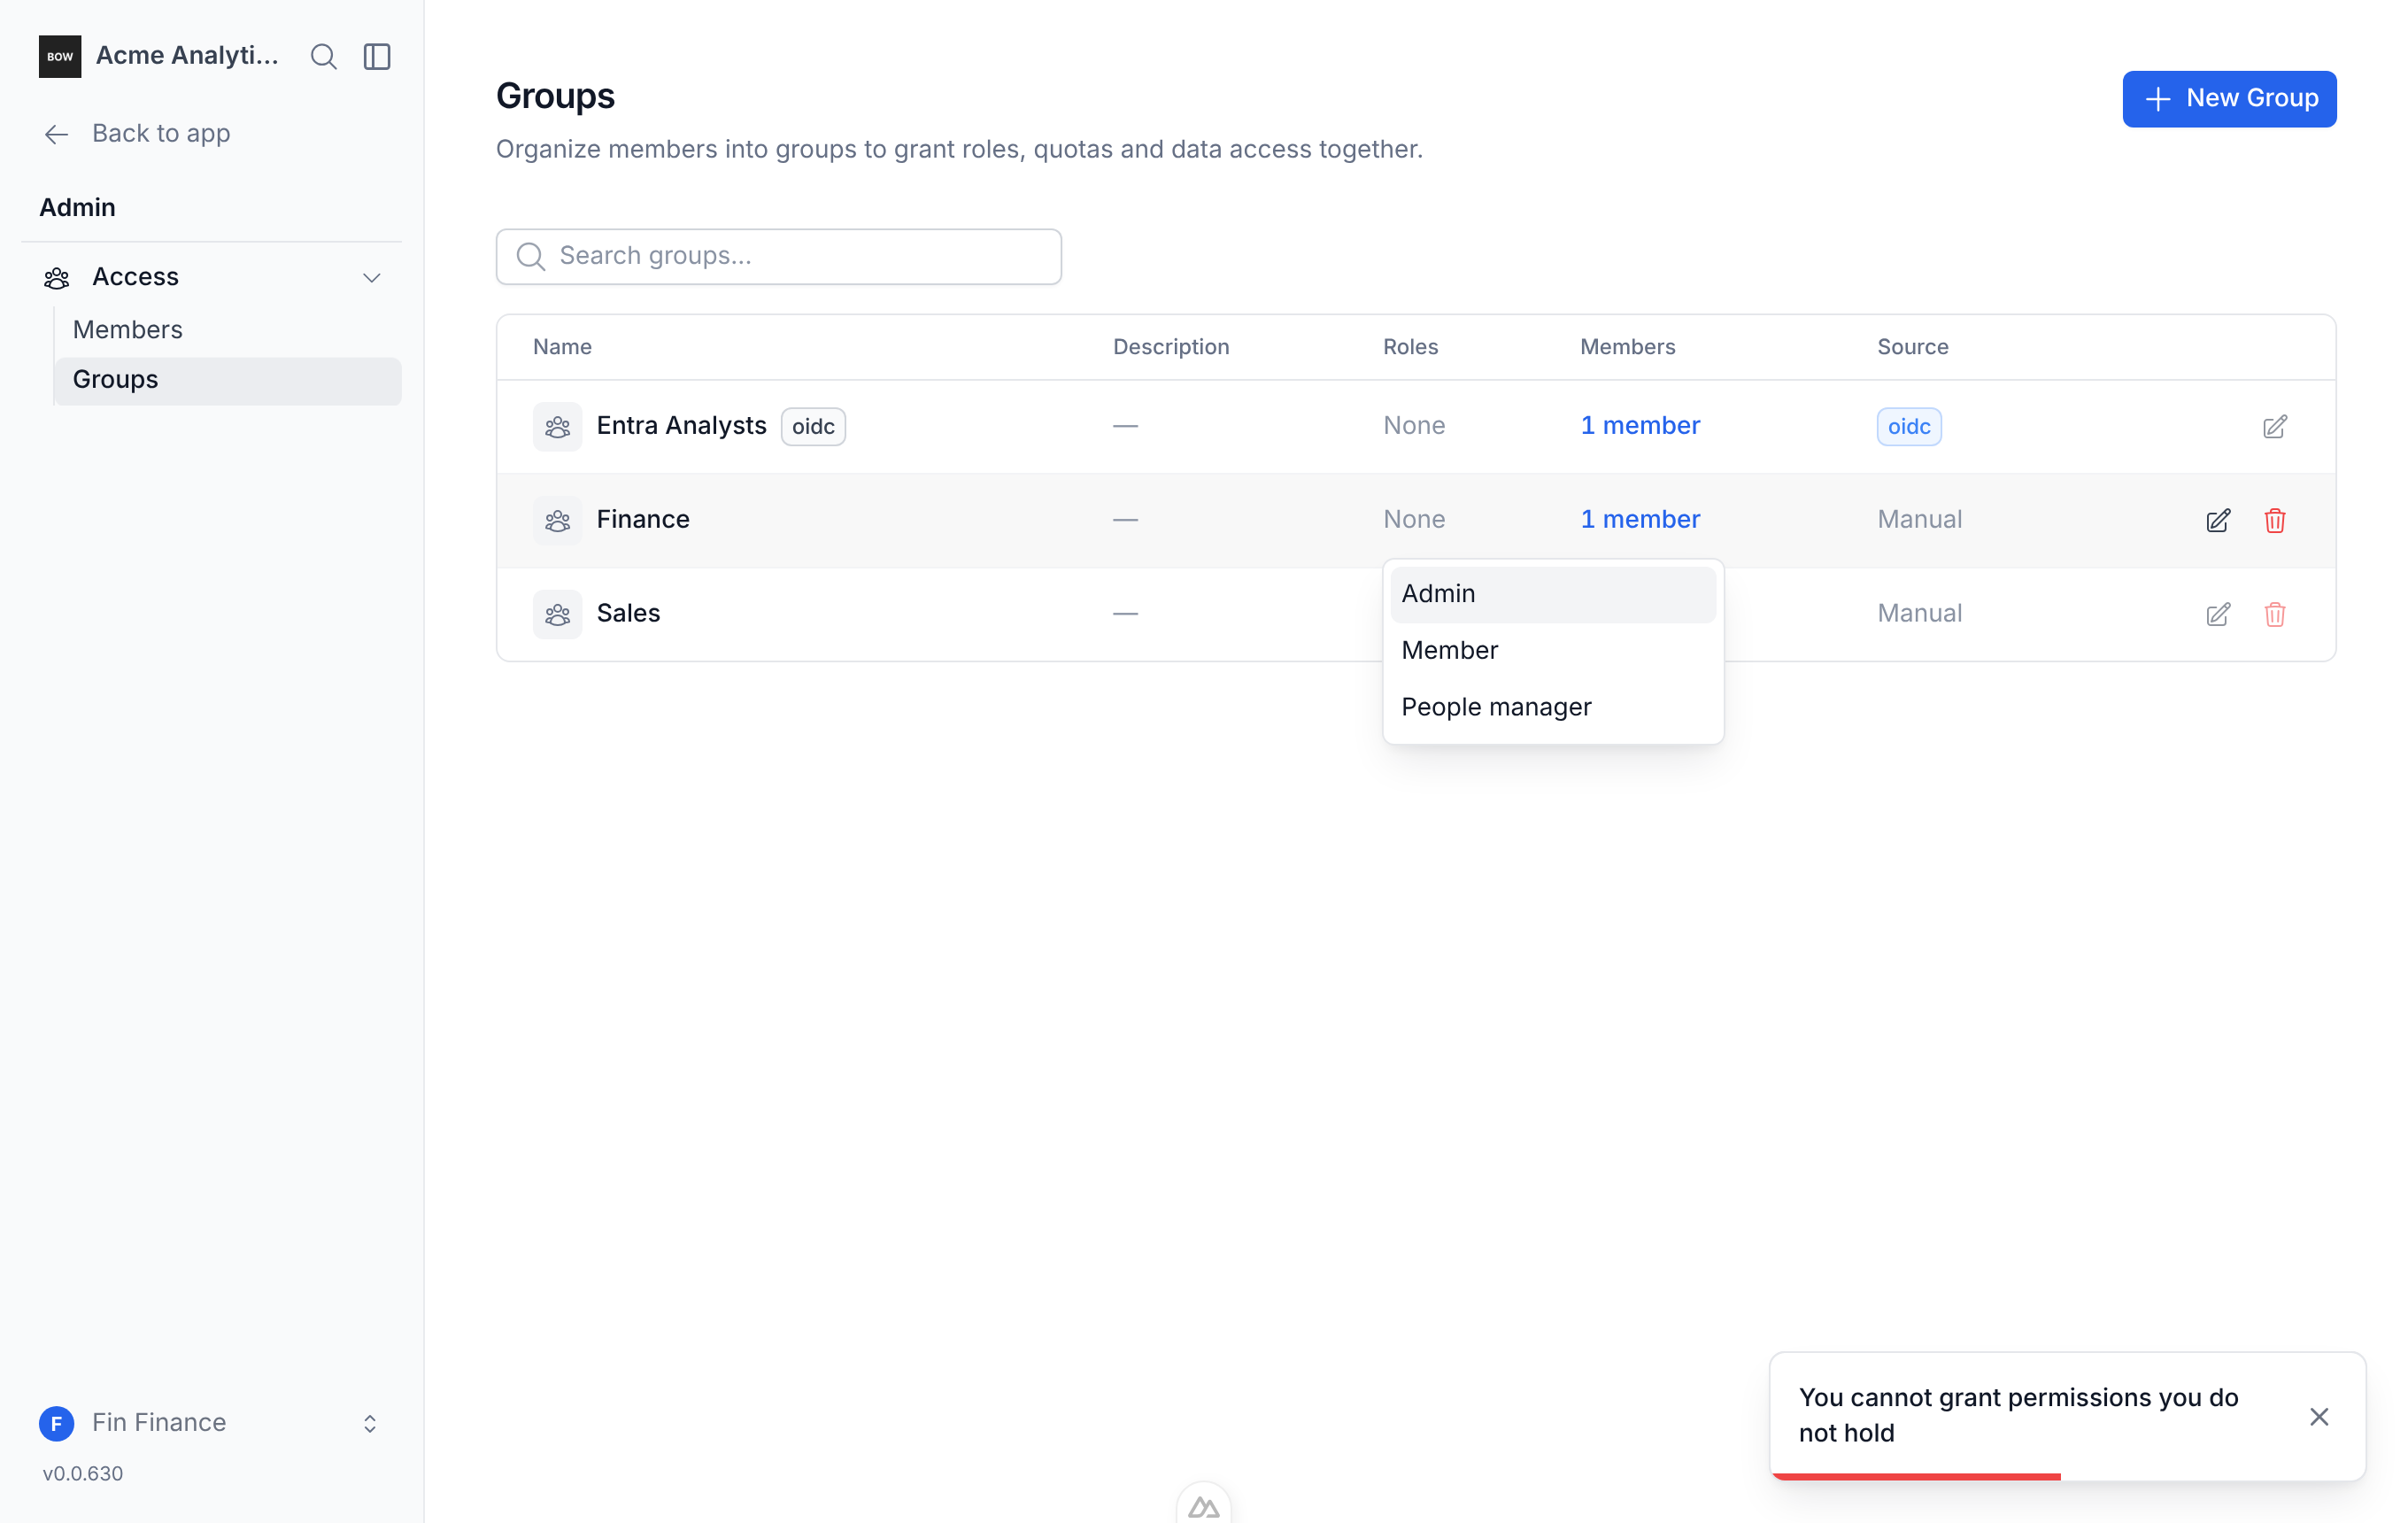 BOW
Acme Analyti...
Back to app
Admin
Access
Members
Groups
Groups
Organize members into groups to grant roles, quotas and data access together.
New Group
Search groups...
Name Description Roles Members Source
Entra Analysts oidc — None 1 member oidc
Finance — None 1 member Manual
Sales — Manual
Admin
Member
People manager
You cannot grant permissions you do
not hold
F Fin Finance
v0.0.630